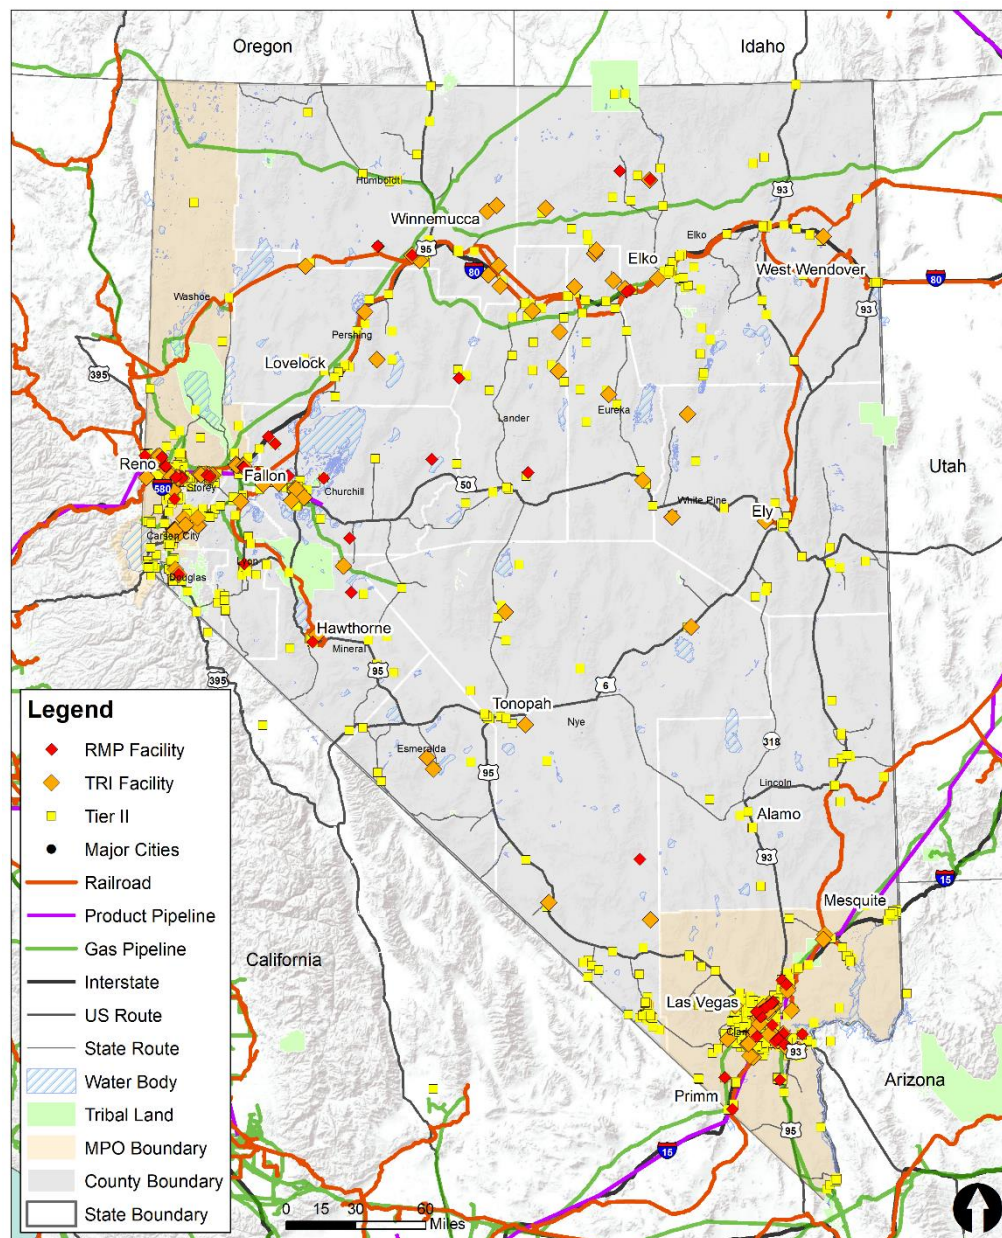 Oregon
Idaho
93
Humboldt
Winnemucca
95
Elko
Elko
80
West Wendover
80
Washoe
93
Pershing
Lovelock
395
Lander
Eureka
Utah
Reno
Fallon
580
Storey
Churchill
50
White Pine
Ely
Carson City
Lyon
Douglas
Hawthorne
Mineral
395
95
6
Tonopah
Nye
318
Esmeralda
95
Lincoln
Alamo
93
15
Mesquite
California
Las Vegas
Clark
93
Arizona
Primm
95
15
Legend
RMP Facility
TRI Facility
Tier II
Major Cities
Railroad
Product Pipeline
Gas Pipeline
Interstate
US Route
State Route
Water Body
Tribal Land
MPO Boundary
County Boundary
State Boundary
0 15 30 60
Miles